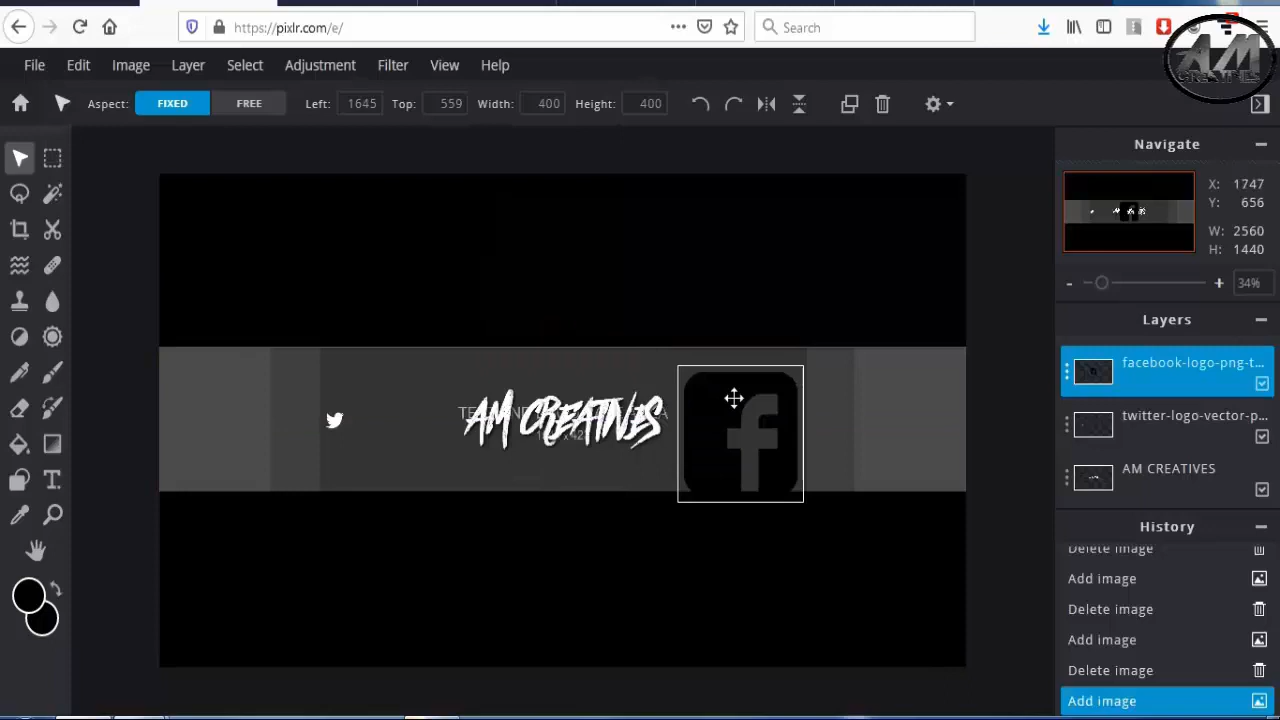 https://pixlr.com/e/
Search
AM
CREATIVES
File Edit Image Layer Select Adjustment Filter View Help
Aspect: FIXED FREE Left: 1645 Top: 559 Width: 400 Height: 400
Navigate
X: 1747
Y: 656
W: 2560
H: 1440
- + 34%
Layers
facebook-logo-png-t...
twitter-logo-vector-p...
AM CREATIVES
AM CREATIVES
History
Delete image
Add image
Delete image
Add image
Delete image
Add image